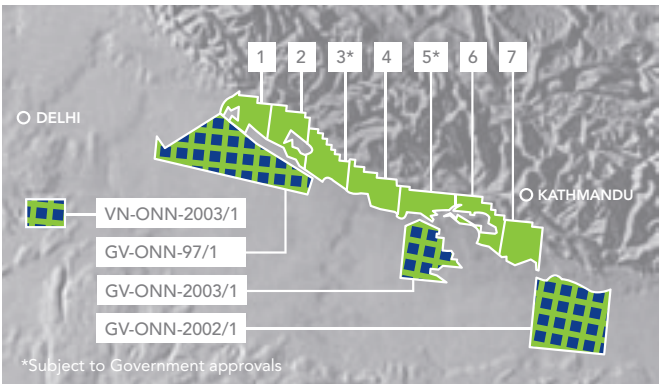 1 2 3* 4 5* 6 7
DELHI
KATHMANDU
VN-ONN-2003/1
GV-ONN-97/1
GV-ONN-2003/1
GV-ONN-2002/1
*Subject to Government approvals